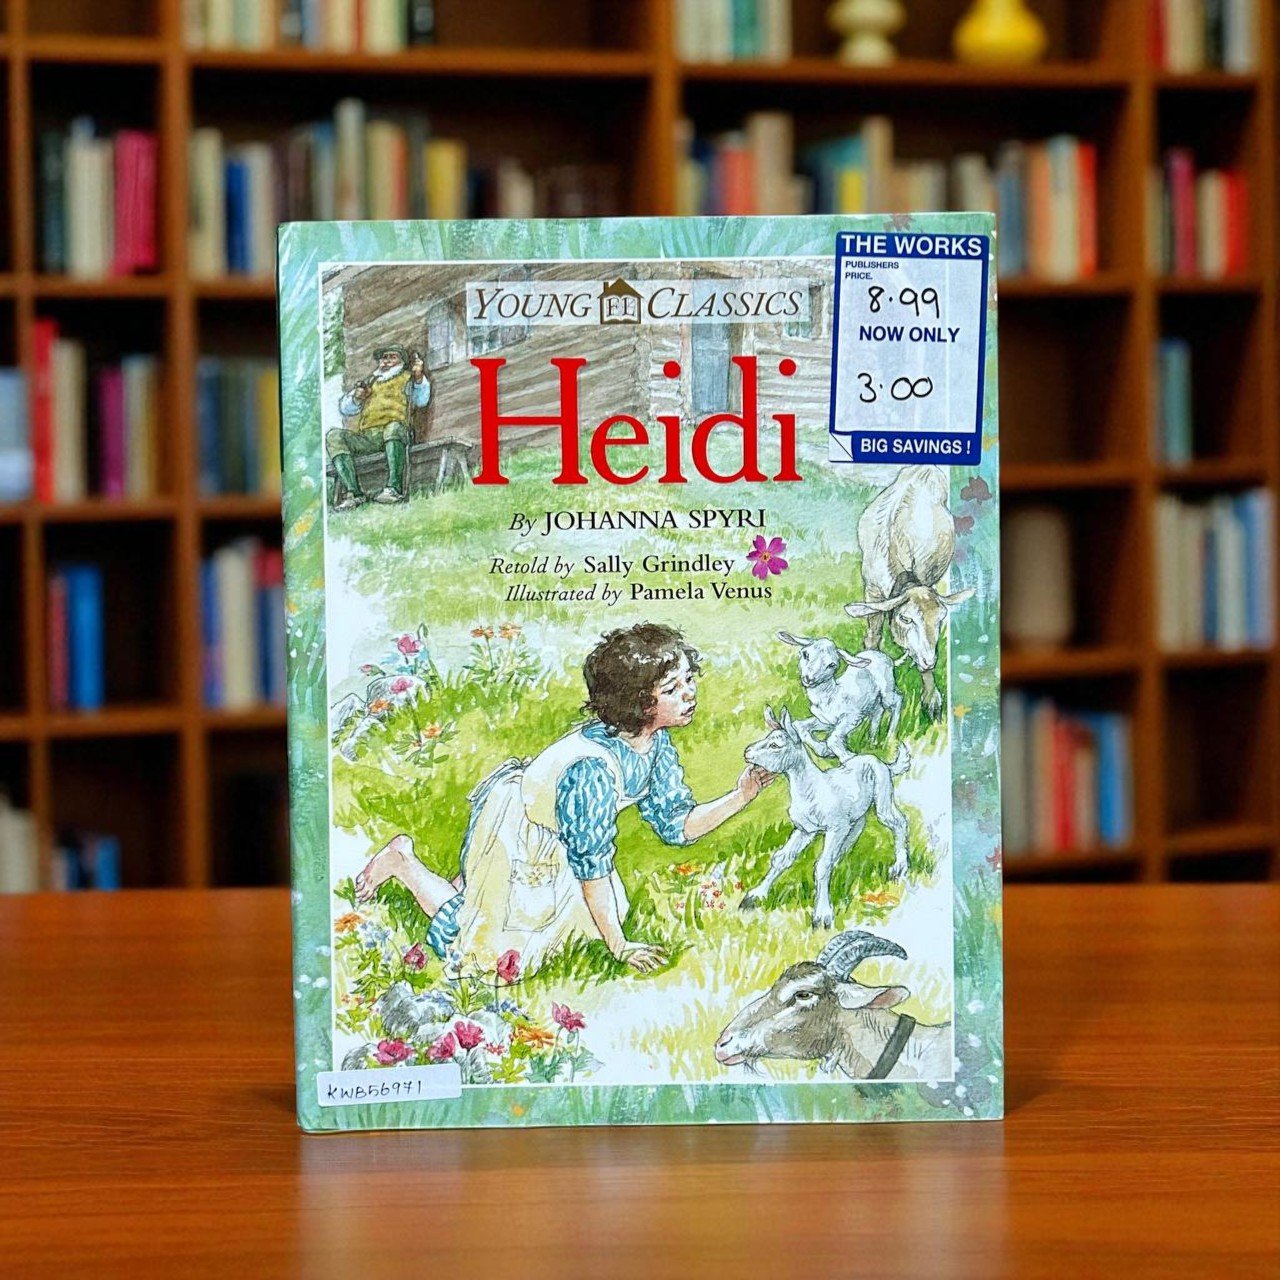 YOUNG FL CLASSICS
Heidi
By JOHANNA SPYRI
Retold by Sally Grindley
Illustrated by Pamela Venus
THE WORKS
PUBLISHERS
PRICE.
8.99
NOW ONLY
3.00
BIG SAVINGS !
KWB56971